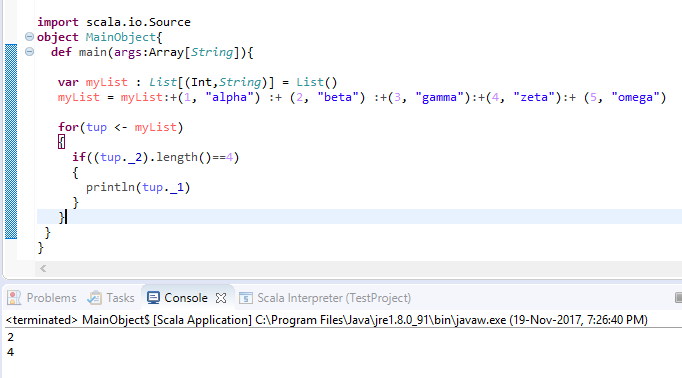 import scala.io.Source
object MainObject{
def main(args:Array[String]){
var myList : List[(Int,String)] = List()
myList = myList:+(1, "alpha") :+ (2, "beta") :+(3, "gamma"):+(4, "zeta"):+ (5, "omega")
for(tup <- myList)
{
if((tup._2).length()==4)
{
println(tup._1)
}
}
}
}
Problems Tasks Console Scala Interpreter (TestProject)
<terminated> MainObject$ [Scala Application] C:\Program Files\Java\jre1.8.0_91\bin\javaw.exe (19-Nov-2017, 7:26:40 PM)
2
4